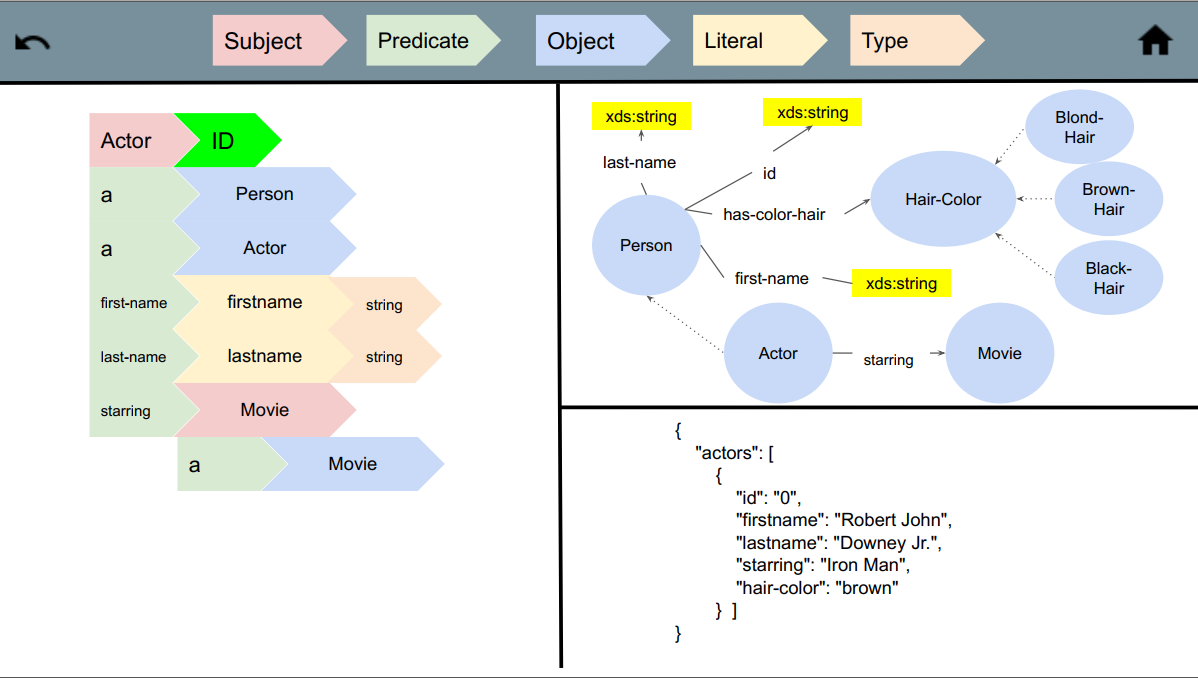 Subject
Predicate
Object
Literal
Type
Actor
ID
a
Person
a
Actor
first-name
firstname
string
last-name
lastname
string
starring
Movie
a
Movie
xds:string
xds:string
last-name
id
has-color-hair
Person
first-name
xds:string
Hair-Color
Blond-
Hair
Brown-
Hair
Black-
Hair
Actor
starring
Movie
{
"actors": [
{
"id": "0",
"firstname": "Robert John",
"lastname": "Downey Jr.",
"starring": "Iron Man",
"hair-color": "brown"
} ]
}